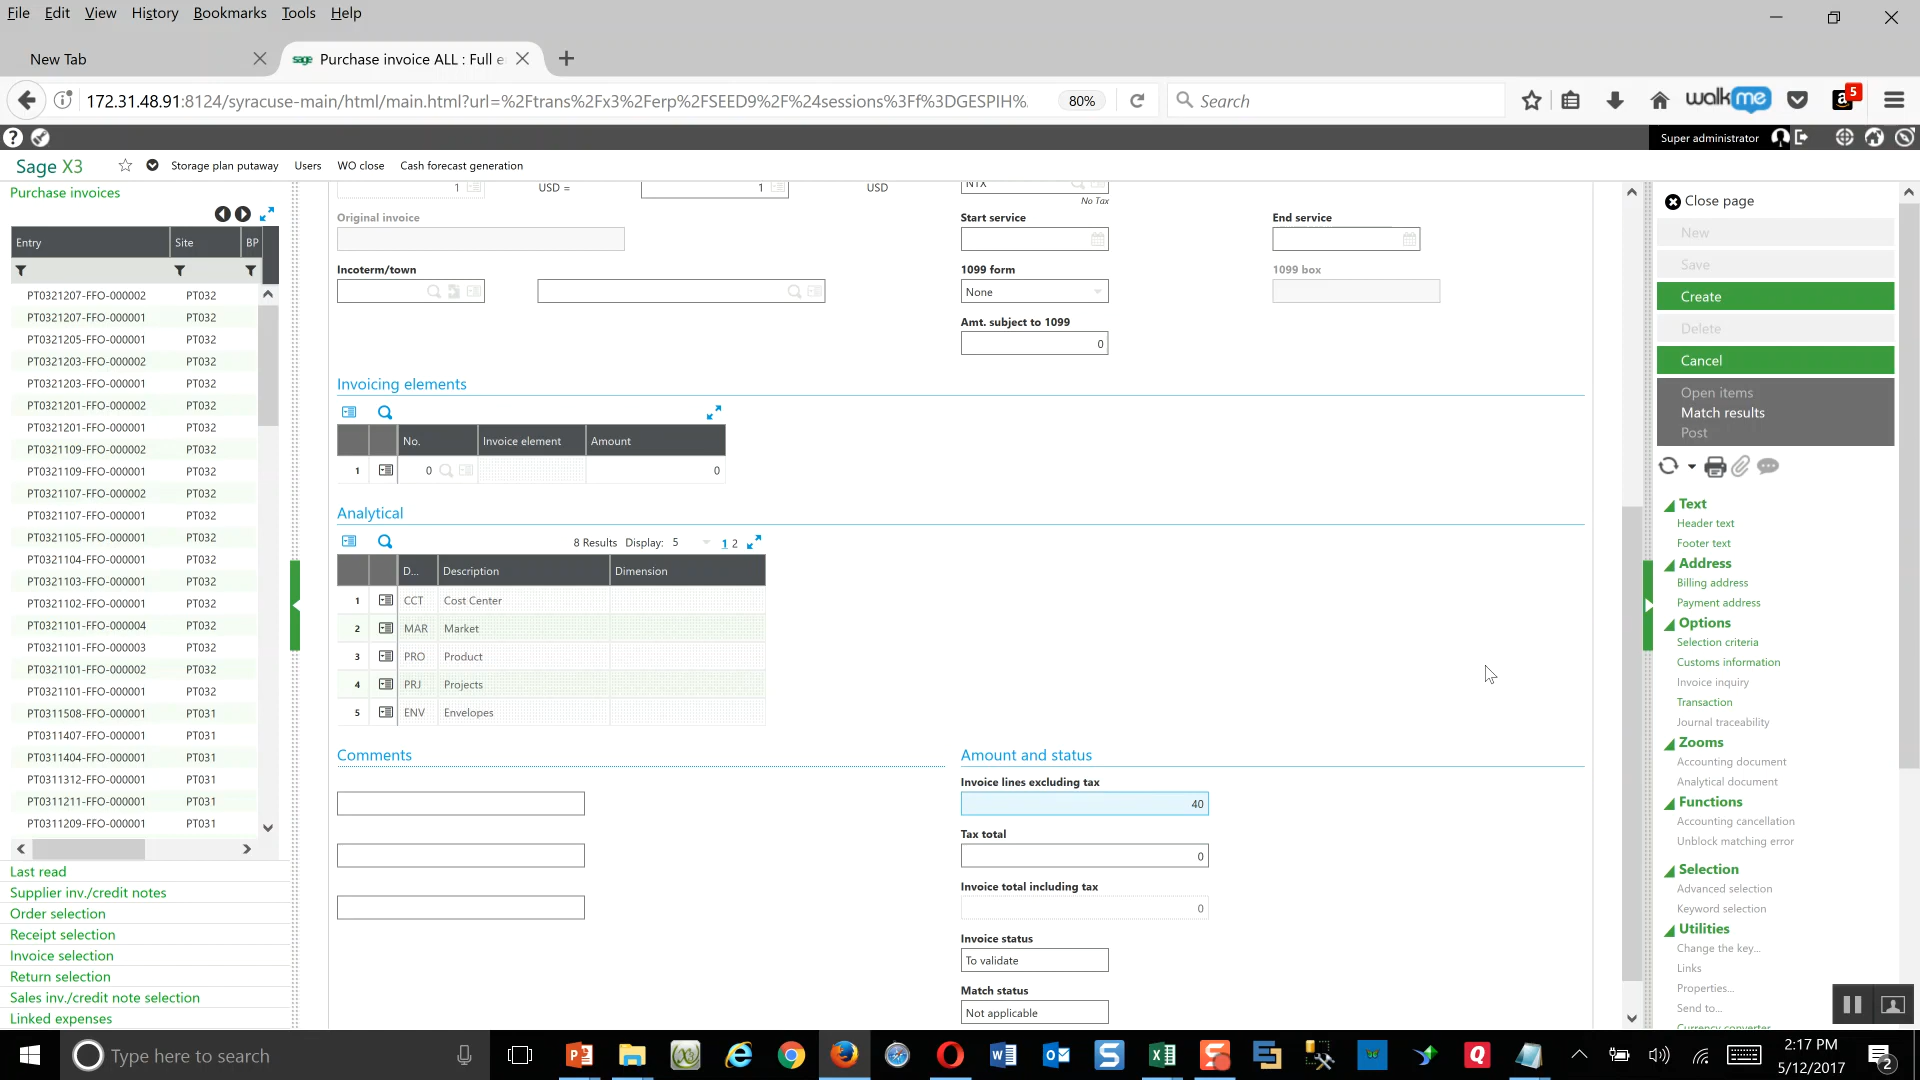 File Edit View History Bookmarks Tools Help
New Tab
sage Purchase invoice ALL : Full e
172.31.48.91:8124/syracuse-main/html/main.html?url=%2Ftrans%2Fx3%2Ferp%2FSEED9%2F%24sessions%3Ff%3DGESPIH%
80%
Search
walkme
a 5
Super administrator
Sage X3
Storage plan putaway Users WO close Cash forecast generation
Purchase invoices
Entry Site BP
PT0321207-FFO-000002 PT032
PT0321207-FFO-000001 PT032
PT0321205-FFO-000001 PT032
PT0321203-FFO-000002 PT032
PT0321203-FFO-000001 PT032
PT0321201-FFO-000002 PT032
PT0321201-FFO-000001 PT032
PT0321109-FFO-000002 PT032
PT0321109-FFO-000001 PT032
PT0321107-FFO-000002 PT032
PT0321107-FFO-000001 PT032
PT0321105-FFO-000001 PT032
PT0321104-FFO-000001 PT032
PT0321103-FFO-000001 PT032
PT0321102-FFO-000001 PT032
PT0321101-FFO-000004 PT032
PT0321101-FFO-000003 PT032
PT0321101-FFO-000002 PT032
PT0321101-FFO-000001 PT032
PT0311508-FFO-000001 PT031
PT0311407-FFO-000001 PT031
PT0311404-FFO-000001 PT031
PT0311312-FFO-000001 PT031
PT0311211-FFO-000001 PT031
PT0311209-FFO-000001 PT031
Last read
Supplier inv./credit notes
Order selection
Receipt selection
Invoice selection
Return selection
Sales inv./credit note selection
Linked expenses
1 USD = 1 USD
NTX
No Tax
Original invoice
Start service
End service
Incoterm/town
1099 form
None
1099 box
Amt. subject to 1099
0
Invoicing elements
No. Invoice element Amount
1 0 0
Analytical
8 Results Display: 5 1 2
D... Description Dimension
1 CCT Cost Center
2 MAR Market
3 PRO Product
4 PRJ Projects
5 ENV Envelopes
Comments
Amount and status
Invoice lines excluding tax
40
Tax total
0
Invoice total including tax
0
Invoice status
To validate
Match status
Not applicable
Close page
New
Save
Create
Delete
Cancel
Open items
Match results
Post
Text
Header text
Footer text
Address
Billing address
Payment address
Options
Selection criteria
Customs information
Invoice inquiry
Transaction
Journal traceability
Zooms
Accounting document
Analytical document
Functions
Accounting cancellation
Unblock matching error
Selection
Advanced selection
Keyword selection
Utilities
Change the key...
Links
Properties...
Send to...
Currency converter
Type here to search
2:17 PM
5/12/2017
2